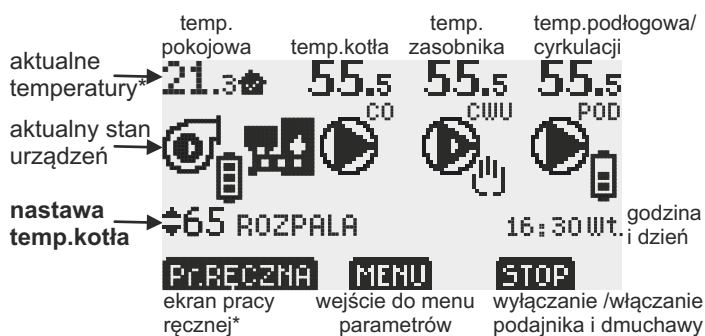 temp. pokojowa
temp.kotła
temp. zasobnika
temp.podłogowa/ cyrkulacji
aktualne temperatury*
21.3 55.5 55.5 55.5
CO CWU POD
aktualny stan urządzeń
nastawa temp.kotła
65 ROZPALA 16:30 Wt.
godzina i dzień
Pr.RĘCZNA MENU STOP
ekran pracy ręcznej*
wejście do menu parametrów
wyłączanie /włączanie podajnika i dmuchawy